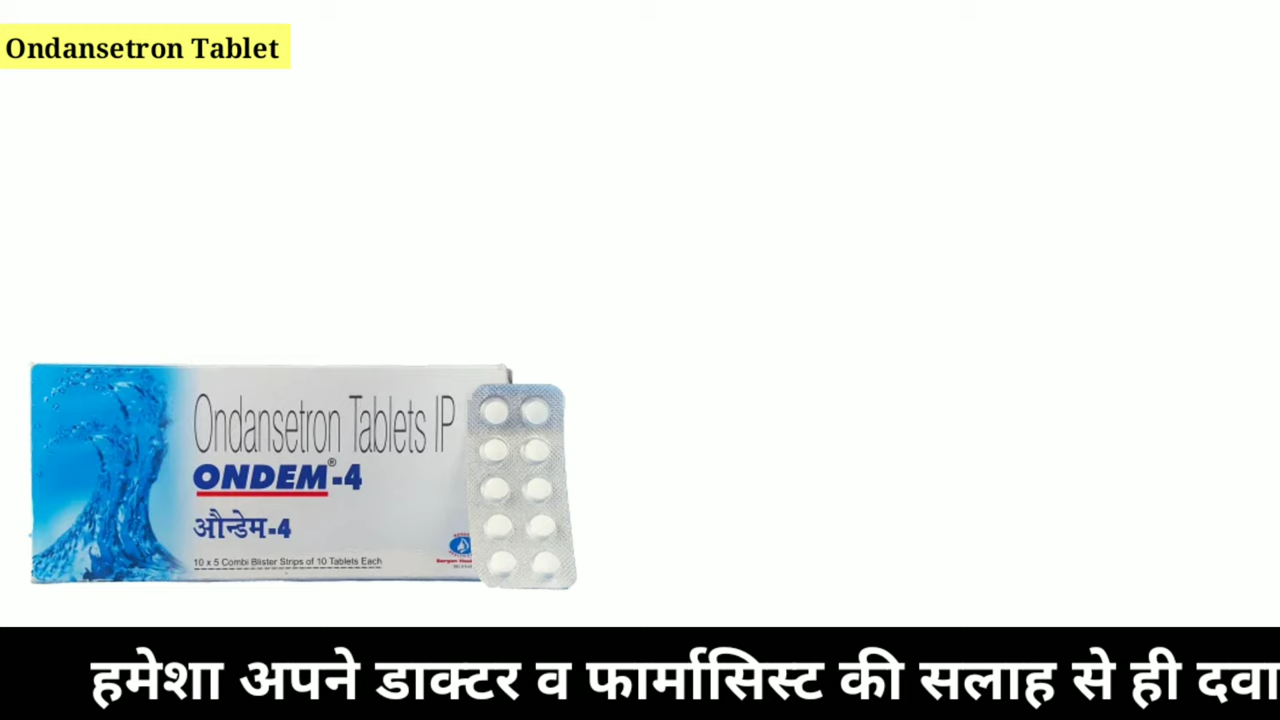 Ondansetron Tablet
Ondansetron Tablets IP
ONDEM®-4
औन्डेम-4
10 x 5 Combi Blister Strips of 10 Tablets Each
हमेशा अपने डाक्टर व फार्मासिस्ट की सलाह से ही दवा